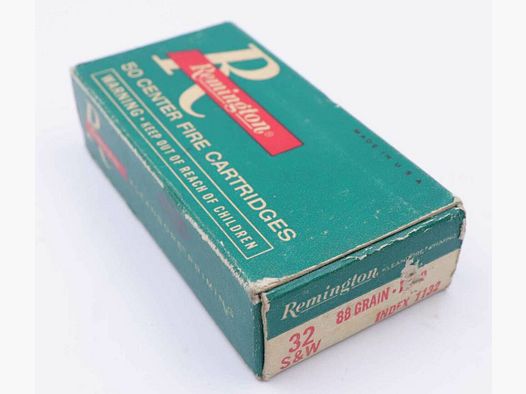 R
Remington®
50 CENTER FIRE CARTRIDGES
WARNING · KEEP OUT OF REACH OF CHILDREN
MADE IN U.S.A.
Remington
32
S&W
88 GRAIN ·
INDEX 1132